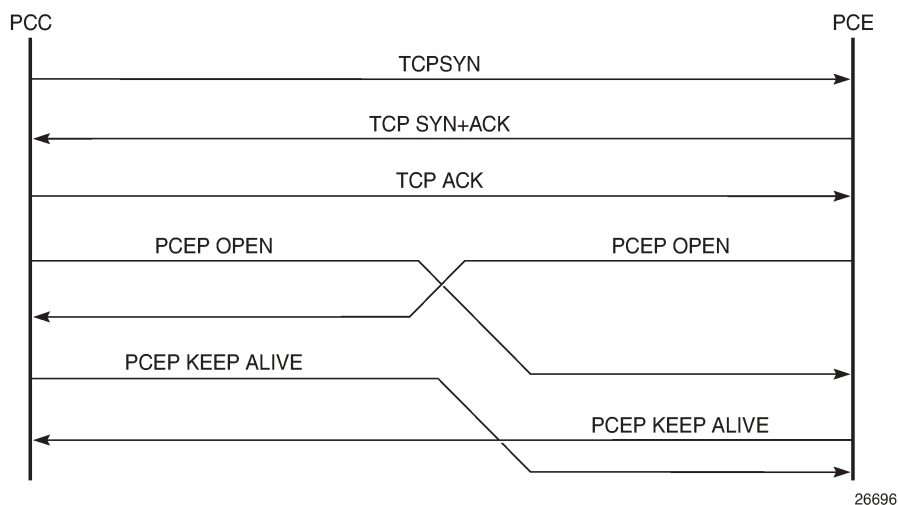 PCC
PCE
TCPSYN
TCP SYN+ACK
TCP ACK
PCEP OPEN
PCEP OPEN
PCEP KEEP ALIVE
PCEP KEEP ALIVE
26696